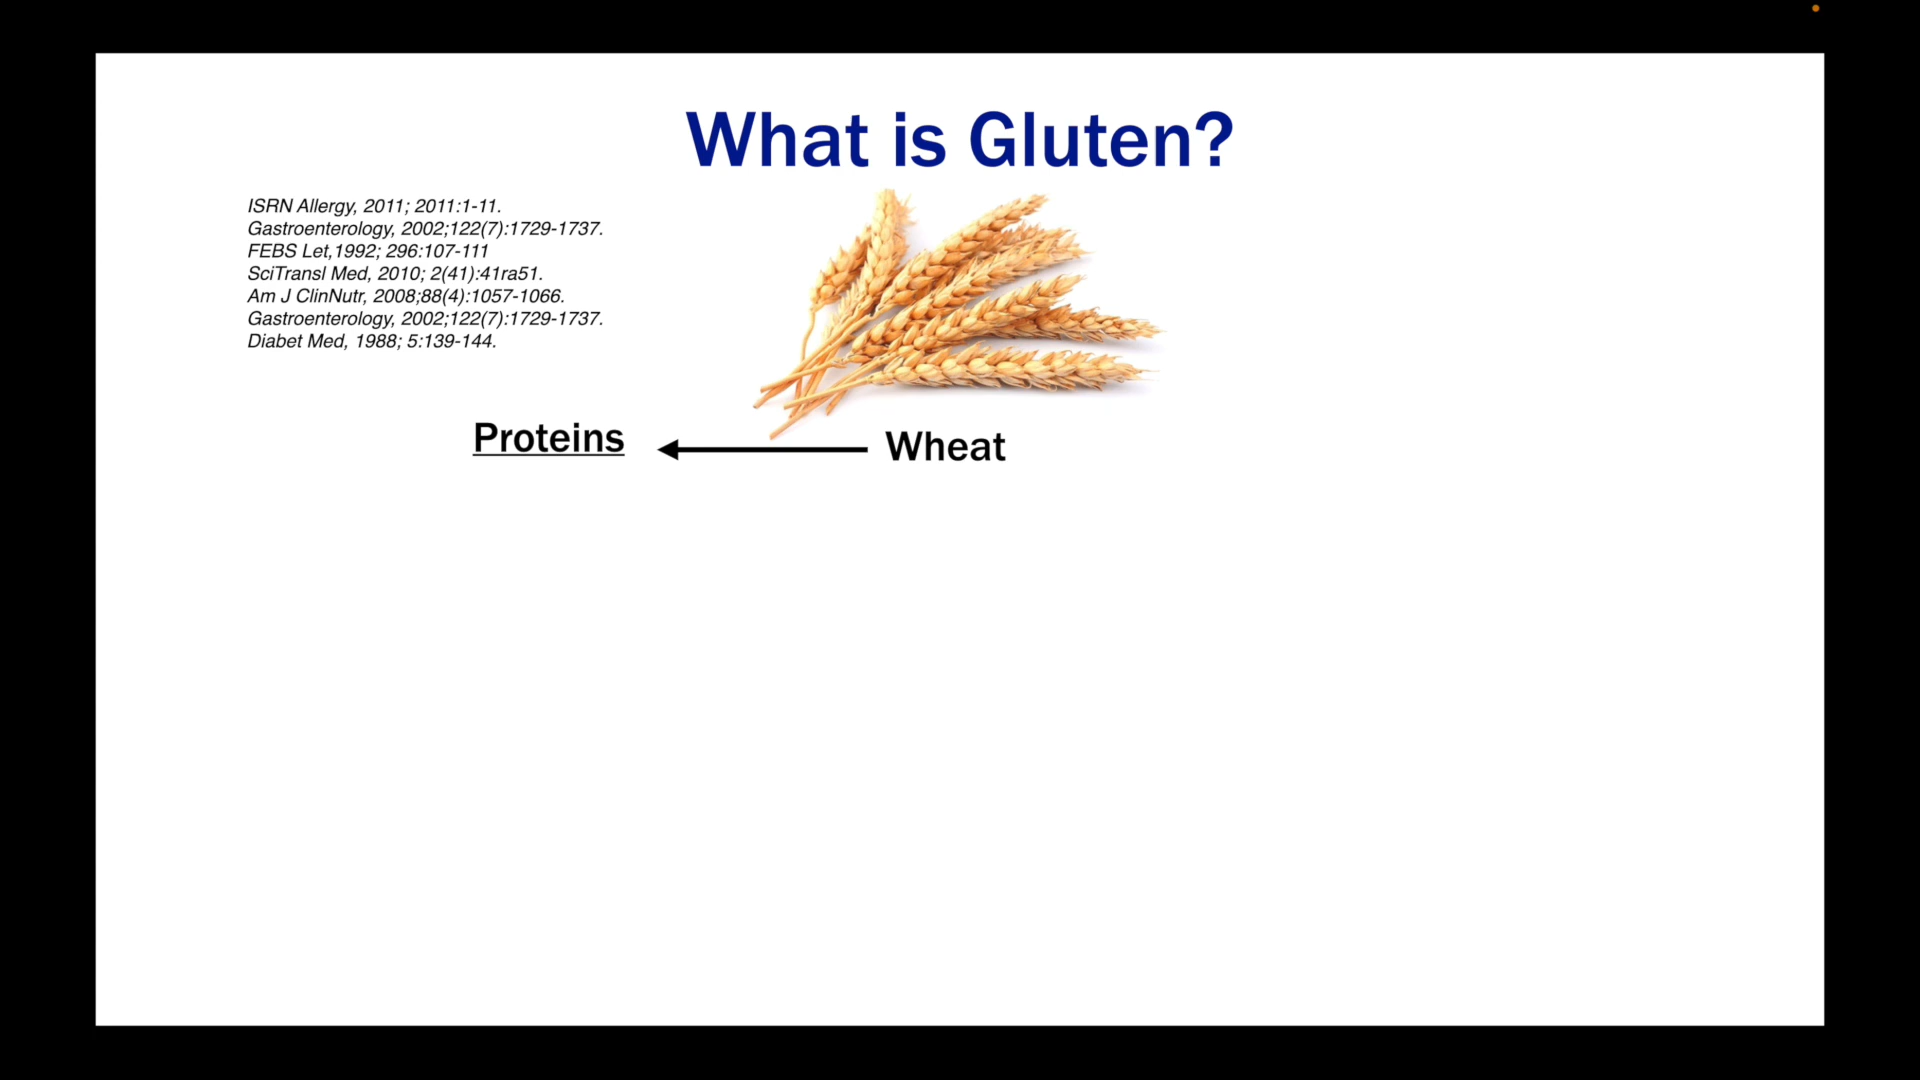 What is Gluten?
ISRN Allergy, 2011; 2011:1-11.
Gastroenterology, 2002;122(7):1729-1737.
FEBS Let,1992; 296:107-111
SciTransl Med, 2010; 2(41):41ra51.
Am J ClinNutr, 2008;88(4):1057-1066.
Gastroenterology, 2002;122(7):1729-1737.
Diabet Med, 1988; 5:139-144.
Proteins
Wheat